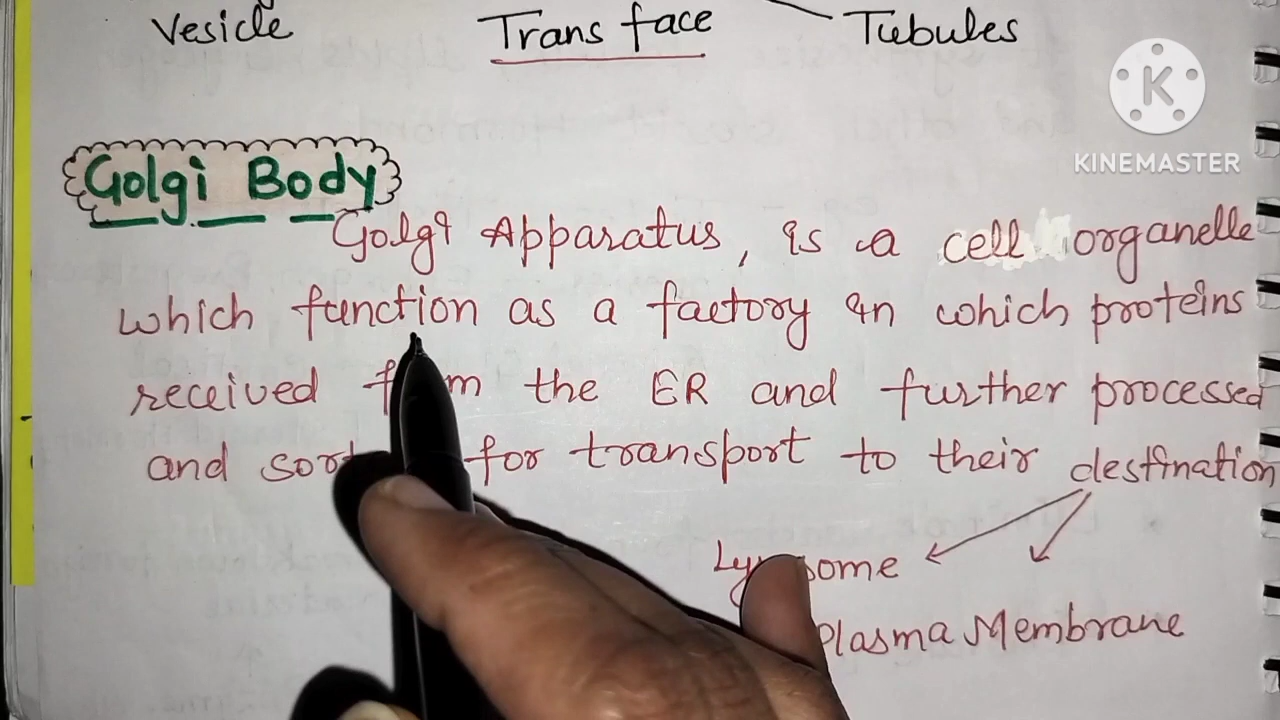 Vesicle Trans face Tubules
K
KINEMASTER
Golgi Body
Golgi Apparatus, is a cell organelle
which function as a factory in which proteins
received the ER and further processed
and for transport to their destination
Plasma Membrane